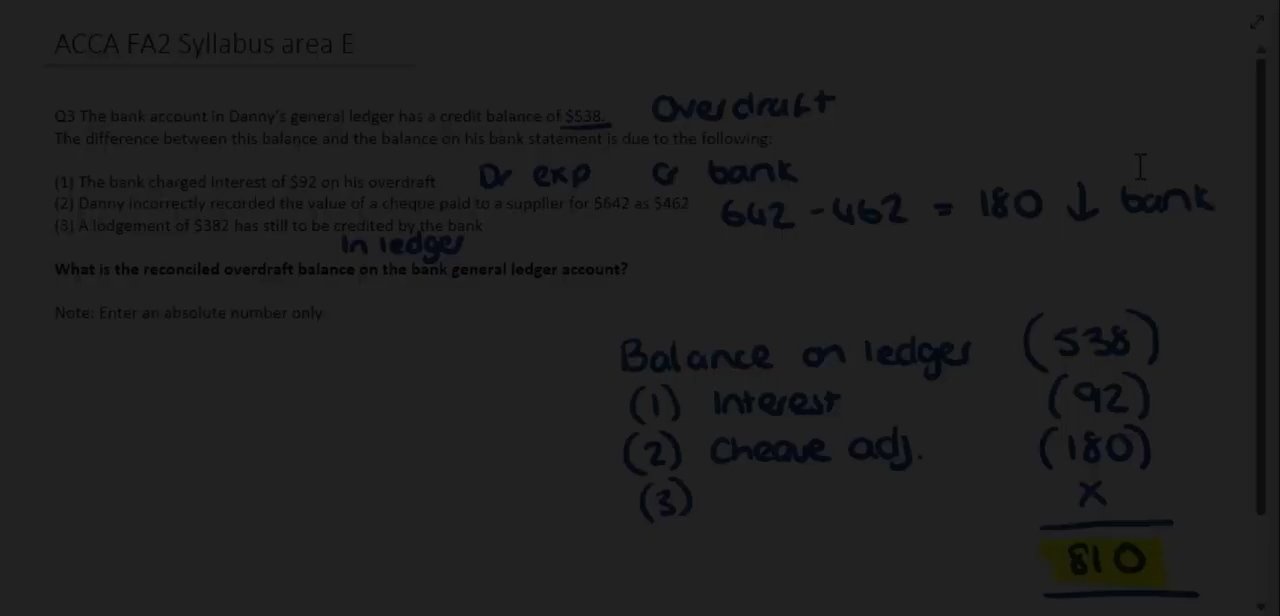 ACCA FA2 Syllabus area E
Q3 The bank account in Danny's general ledger has a credit balance of $538. Overdraft
The difference between this balance and the balance on his bank statement is due to the following:
(1) The bank charged interest of $92 on his overdraft Dr exp Cr bank
(2) Danny incorrectly recorded the value of a cheque paid to a supplier for $642 as $462 642 - 462 = 180 ↓ bank
(3) A lodgement of $382 has still to be credited by the bank
In ledger
What is the reconciled overdraft balance on the bank general ledger account?
Note: Enter an absolute number only
Balance on ledger (538)
(1) Interest (92)
(2) Cheque adj. (180)
(3) X
810